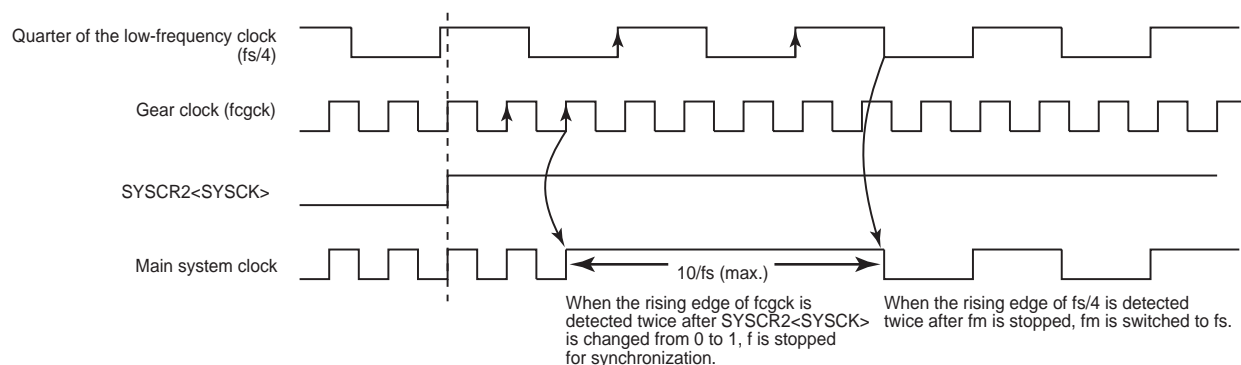 Quarter of the low-frequency clock
(fs/4)
Gear clock (fcgck)
SYSCR2<SYSCK>
Main system clock
10/fs (max.)
When the rising edge of fcgck is
detected twice after SYSCR2<SYSCK>
is changed from 0 to 1, f is stopped
for synchronization.
When the rising edge of fs/4 is detected
twice after fm is stopped, fm is switched to fs.